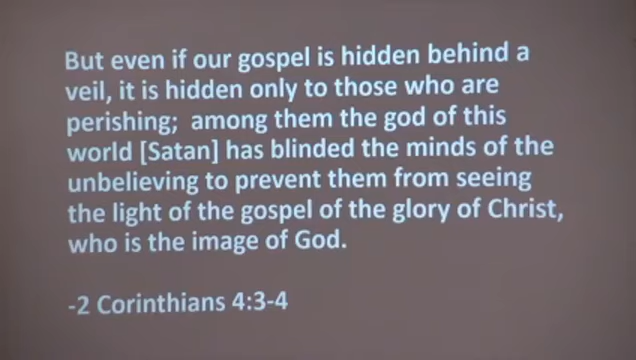 But even if our gospel is hidden behind a
veil, it is hidden only to those who are
perishing; among them the god of this
world [Satan] has blinded the minds of the
unbelieving to prevent them from seeing
the light of the gospel of the glory of Christ,
who is the image of God.
-2 Corinthians 4:3-4